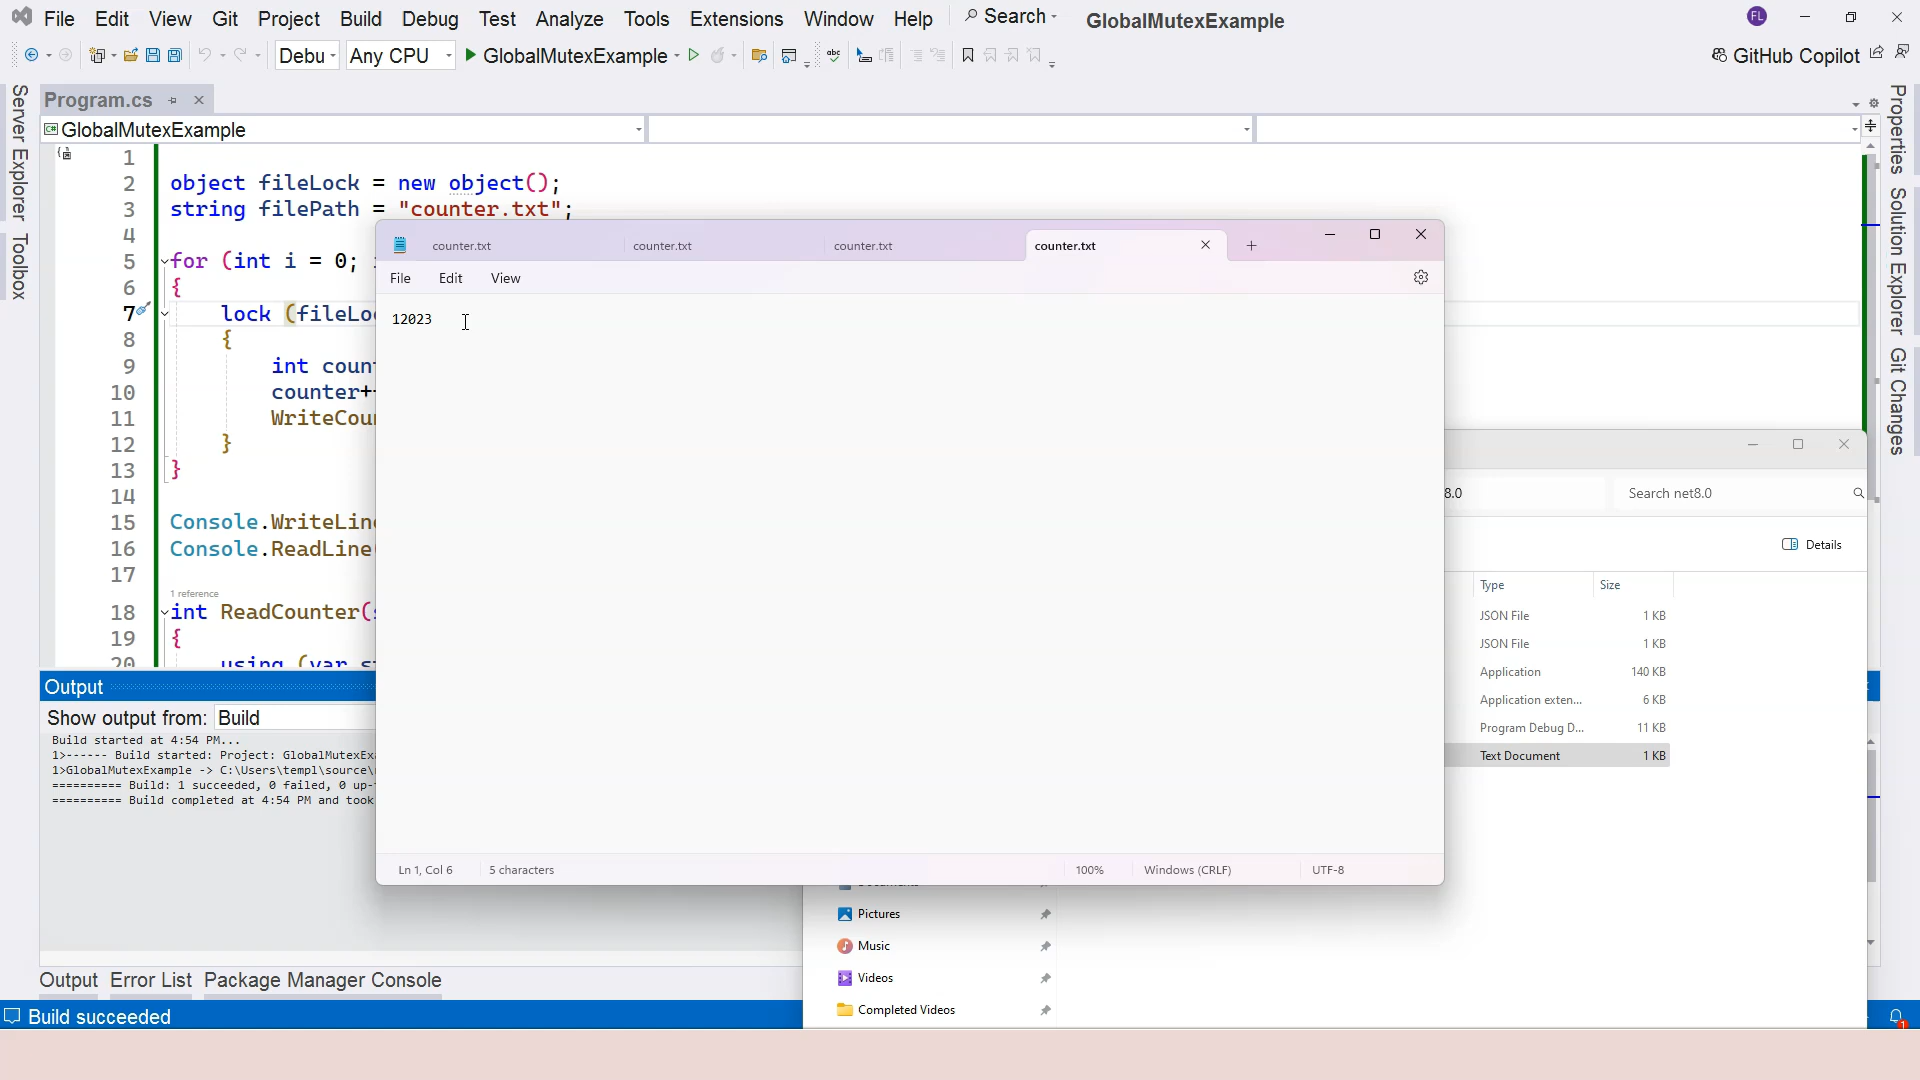 File Edit View Git Project Build Debug Test Analyze Tools Extensions Window Help Search GlobalMutexExample FL
Debu Any CPU GlobalMutexExample abc GitHub Copilot
Server Explorer
Toolbox
Program.cs
C# GlobalMutexExample
1
2 object fileLock = new object();
3 string filePath = "counter.txt";
4
5 for (int i = 0;
6 {
7 lock (fileLo
8 {
9 int coun
10 counter+
11 WriteCou
12 }
13 }
14
15 Console.WriteLin
16 Console.ReadLine
17
1 reference
18 int ReadCounter(
19 {
20 using (var s
counter.txt counter.txt counter.txt counter.txt
File Edit View
12023
Ln 1, Col 6 5 characters 100% Windows (CRLF) UTF-8
Properties
Solution Explorer
Git Changes
8.0 Search net8.0
Details
Type Size
JSON File 1 KB
JSON File 1 KB
Application 140 KB
Application exten... 6 KB
Program Debug D... 11 KB
Text Document 1 KB
Pictures
Music
Videos
Completed Videos
Output
Show output from: Build
Build started at 4:54 PM...
1>------ Build started: Project: GlobalMutexExa
1>GlobalMutexExample -> C:\Users\templ\source\
========== Build: 1 succeeded, 0 failed, 0 up-
========== Build completed at 4:54 PM and took
Output Error List Package Manager Console
Build succeeded 1